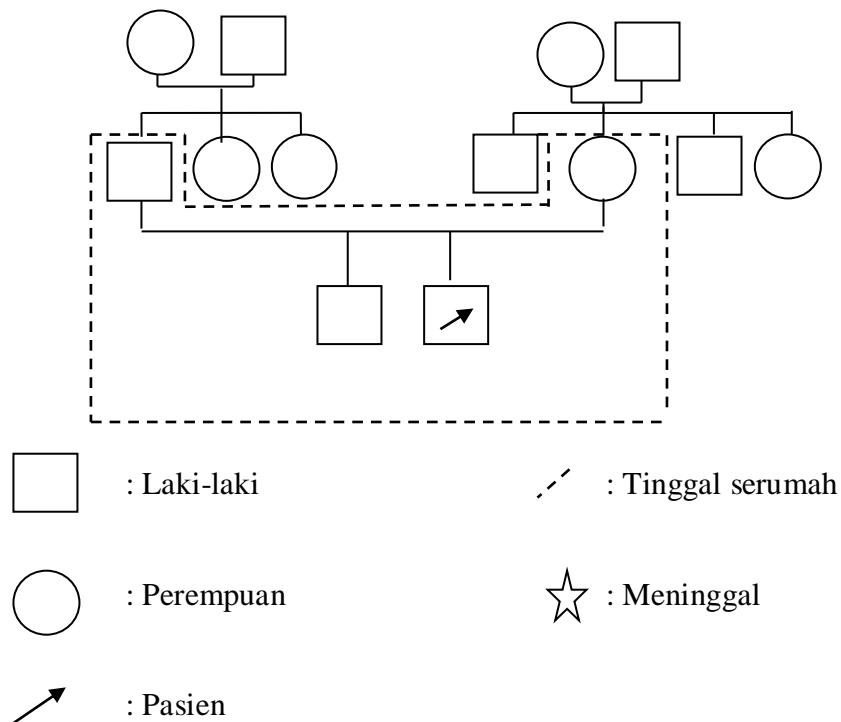 : Laki-laki
: Tinggal serumah
: Perempuan
: Meninggal
: Pasien